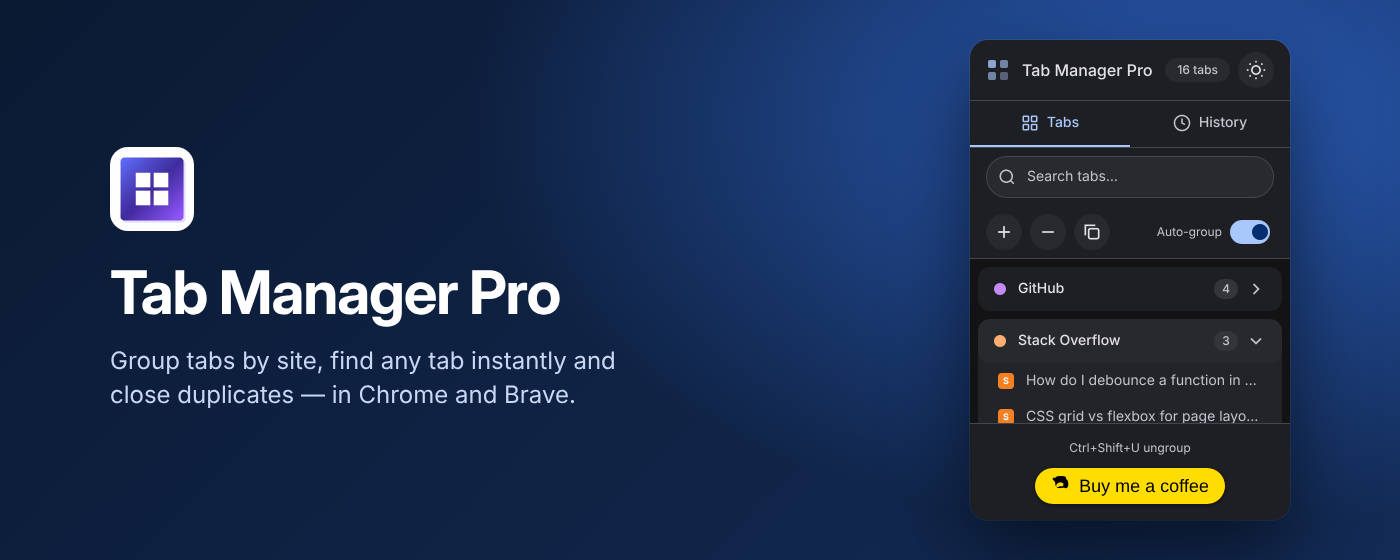 Tab Manager Pro
Group tabs by site, find any tab instantly and
close duplicates — in Chrome and Brave.
Tab Manager Pro
16 tabs
Tabs
History
Search tabs...
Auto-group
GitHub
4
Stack Overflow
3
S
How do I debounce a function in ...
S
CSS grid vs flexbox for page layo...
Ctrl+Shift+U ungroup
Buy me a coffee